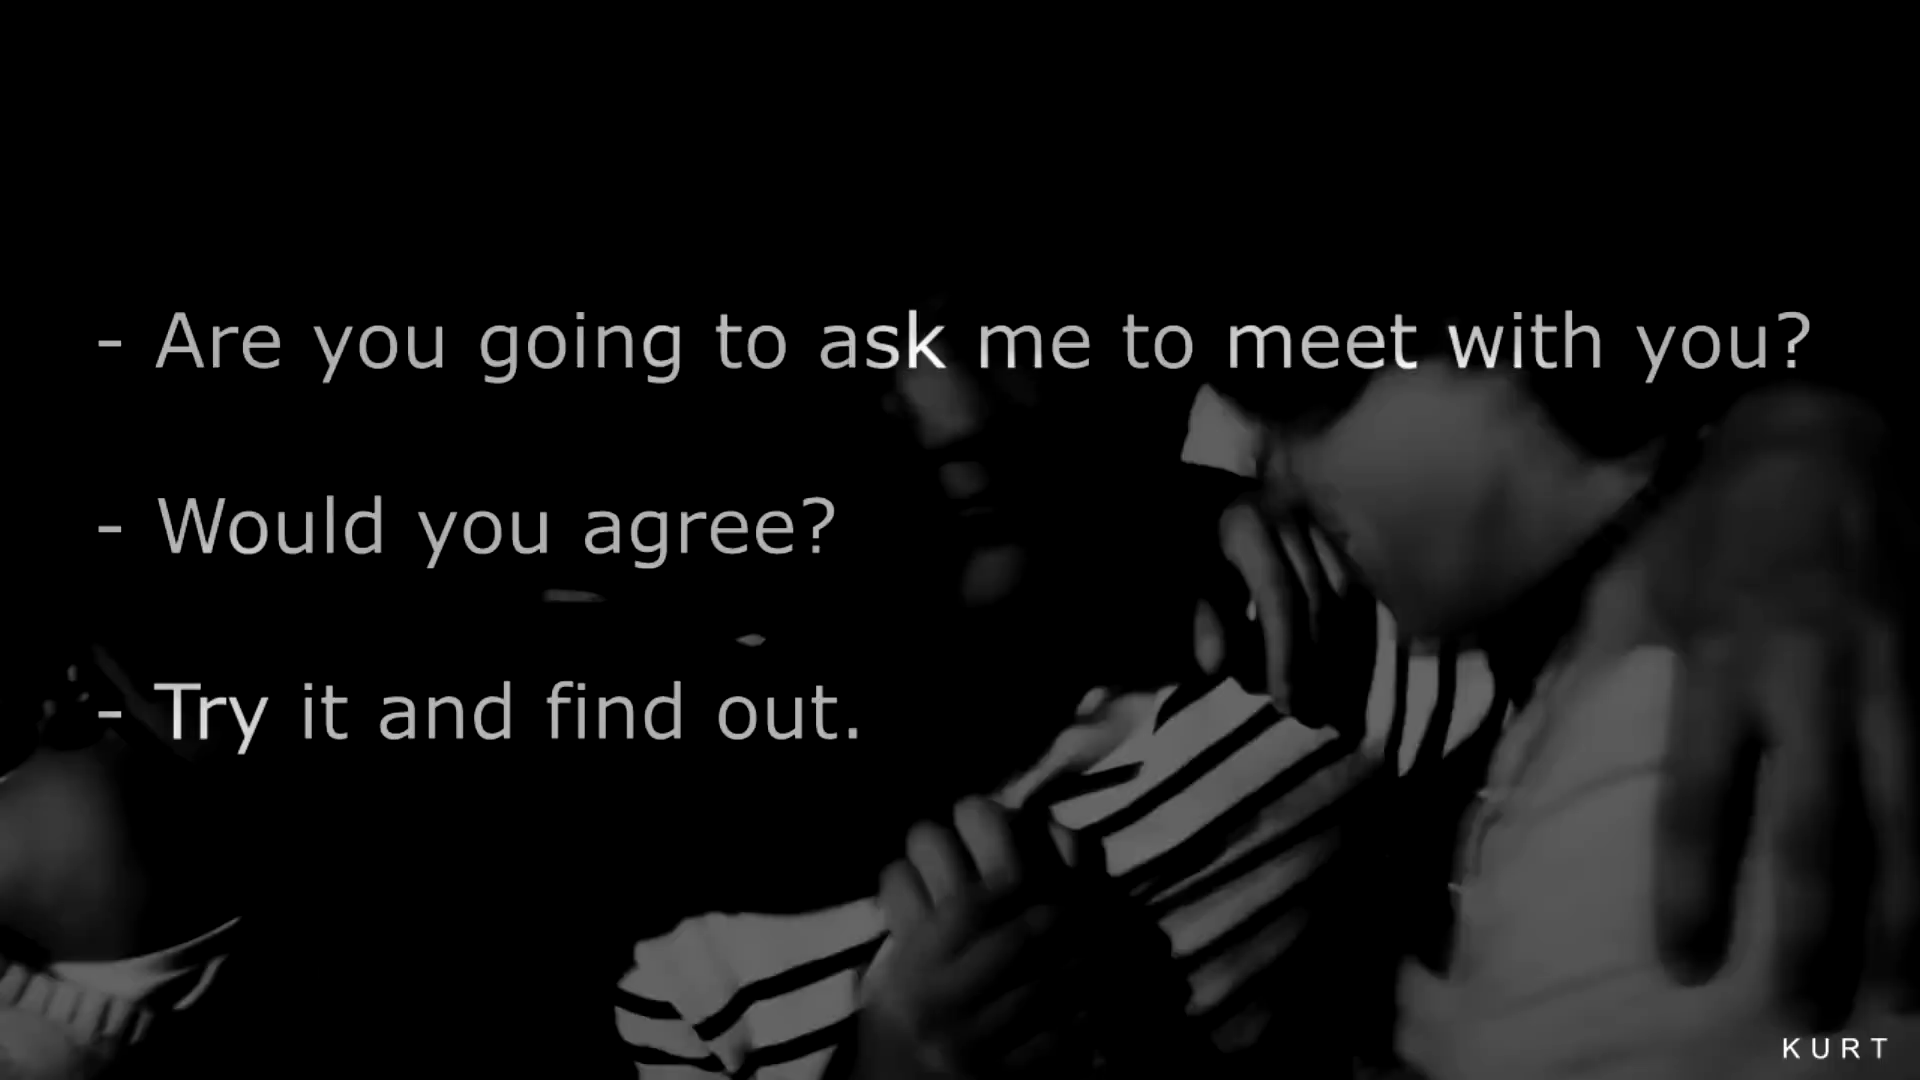 - Are you going to ask me to meet with you?
- Would you agree?
- Try it and find out.
KURT